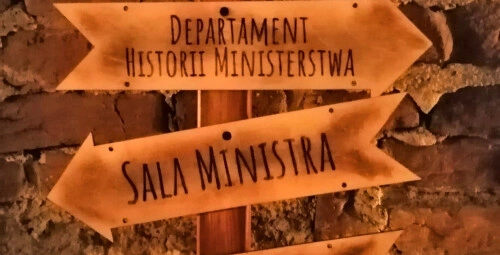 DEPARTAMENT
HISTORII MINISTERSTWA
SALA MINISTRA